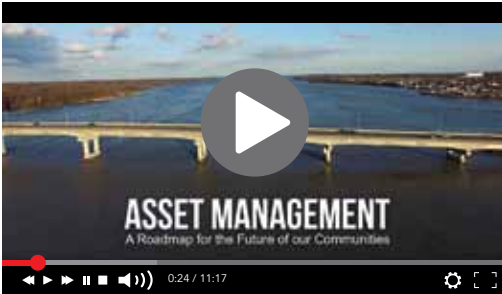 ASSET MANAGEMENT
A Roadmap for the Future of our Communities
0:24 / 11:17